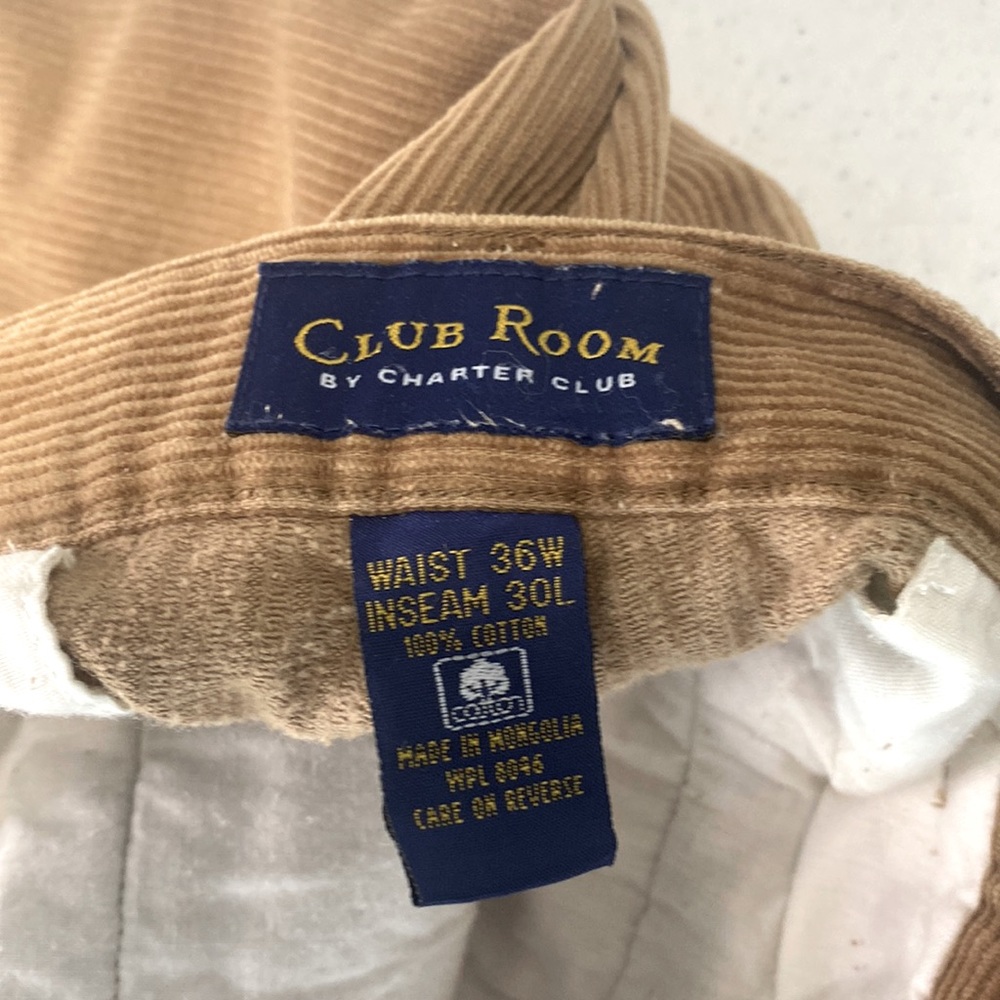 CLUB ROOM
BY CHARTER CLUB
WAIST 36W
INSEAM 30L
100% COTTON
COTTON
MADE IN MONGOLIA
WPL 8046
CARE ON REVERSE